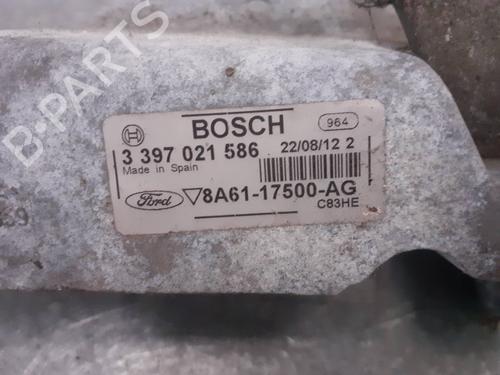 B-PARTS
BOSCH
964
3 397 021 586 22/08/12 2
Made in Spain
Ford 8A61-17500-AG
C83HE